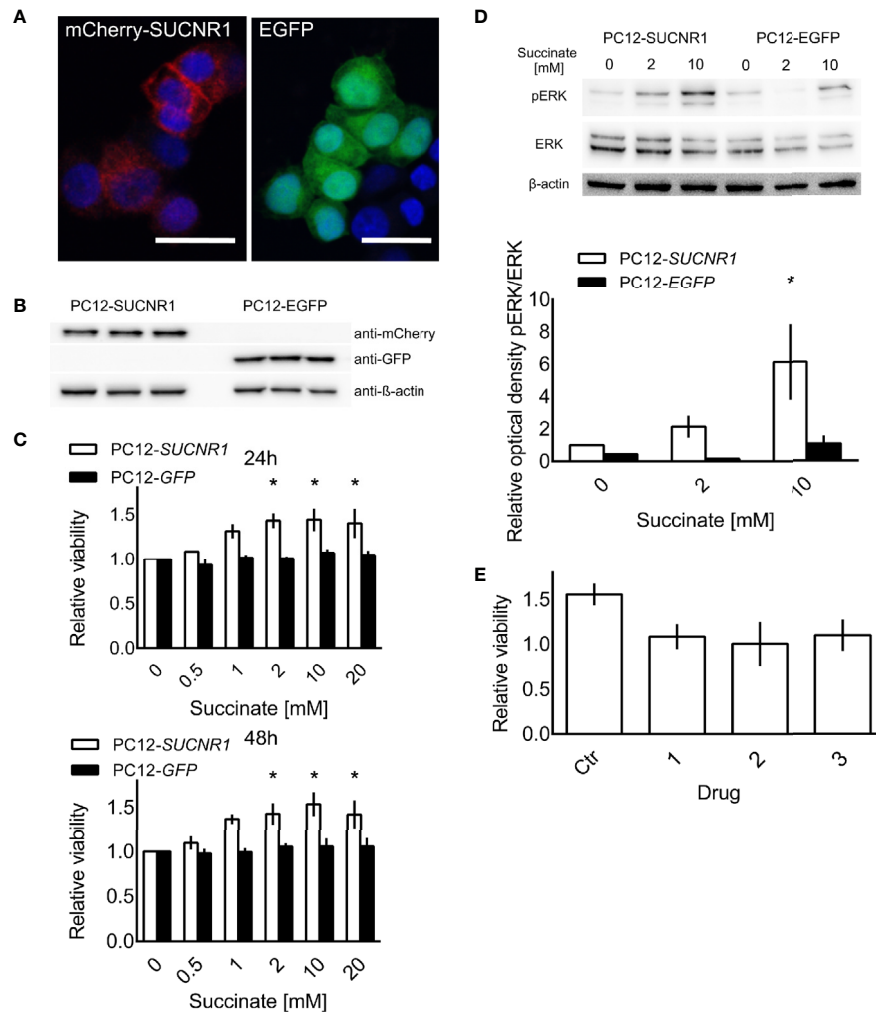 A
mCherry-SUCNR1
EGFP
B
PC12-SUCNR1
PC12-EGFP
anti-mCherry
anti-GFP
anti-ß-actin
C
PC12-SUCNR1
PC12-GFP
24h
* * *
Relative viability
1.5
1.0
0.5
0.0
0 0.5 1 2 10 20
Succinate [mM]
PC12-SUCNR1
PC12-GFP
48h
* * *
Relative viability
1.5
1.0
0.5
0.0
0 0.5 1 2 10 20
Succinate [mM]
D
PC12-SUCNR1
PC12-EGFP
Succinate
[mM]
0 2 10 0 2 10
pERK
ERK
β-actin
PC12-SUCNR1
PC12-EGFP
*
Relative optical density pERK/ERK
10
8
6
4
2
0
0 2 10
Succinate [mM]
E
Relative viability
1.5
1.0
0.5
0.0
Ctr 1 2 3
Drug